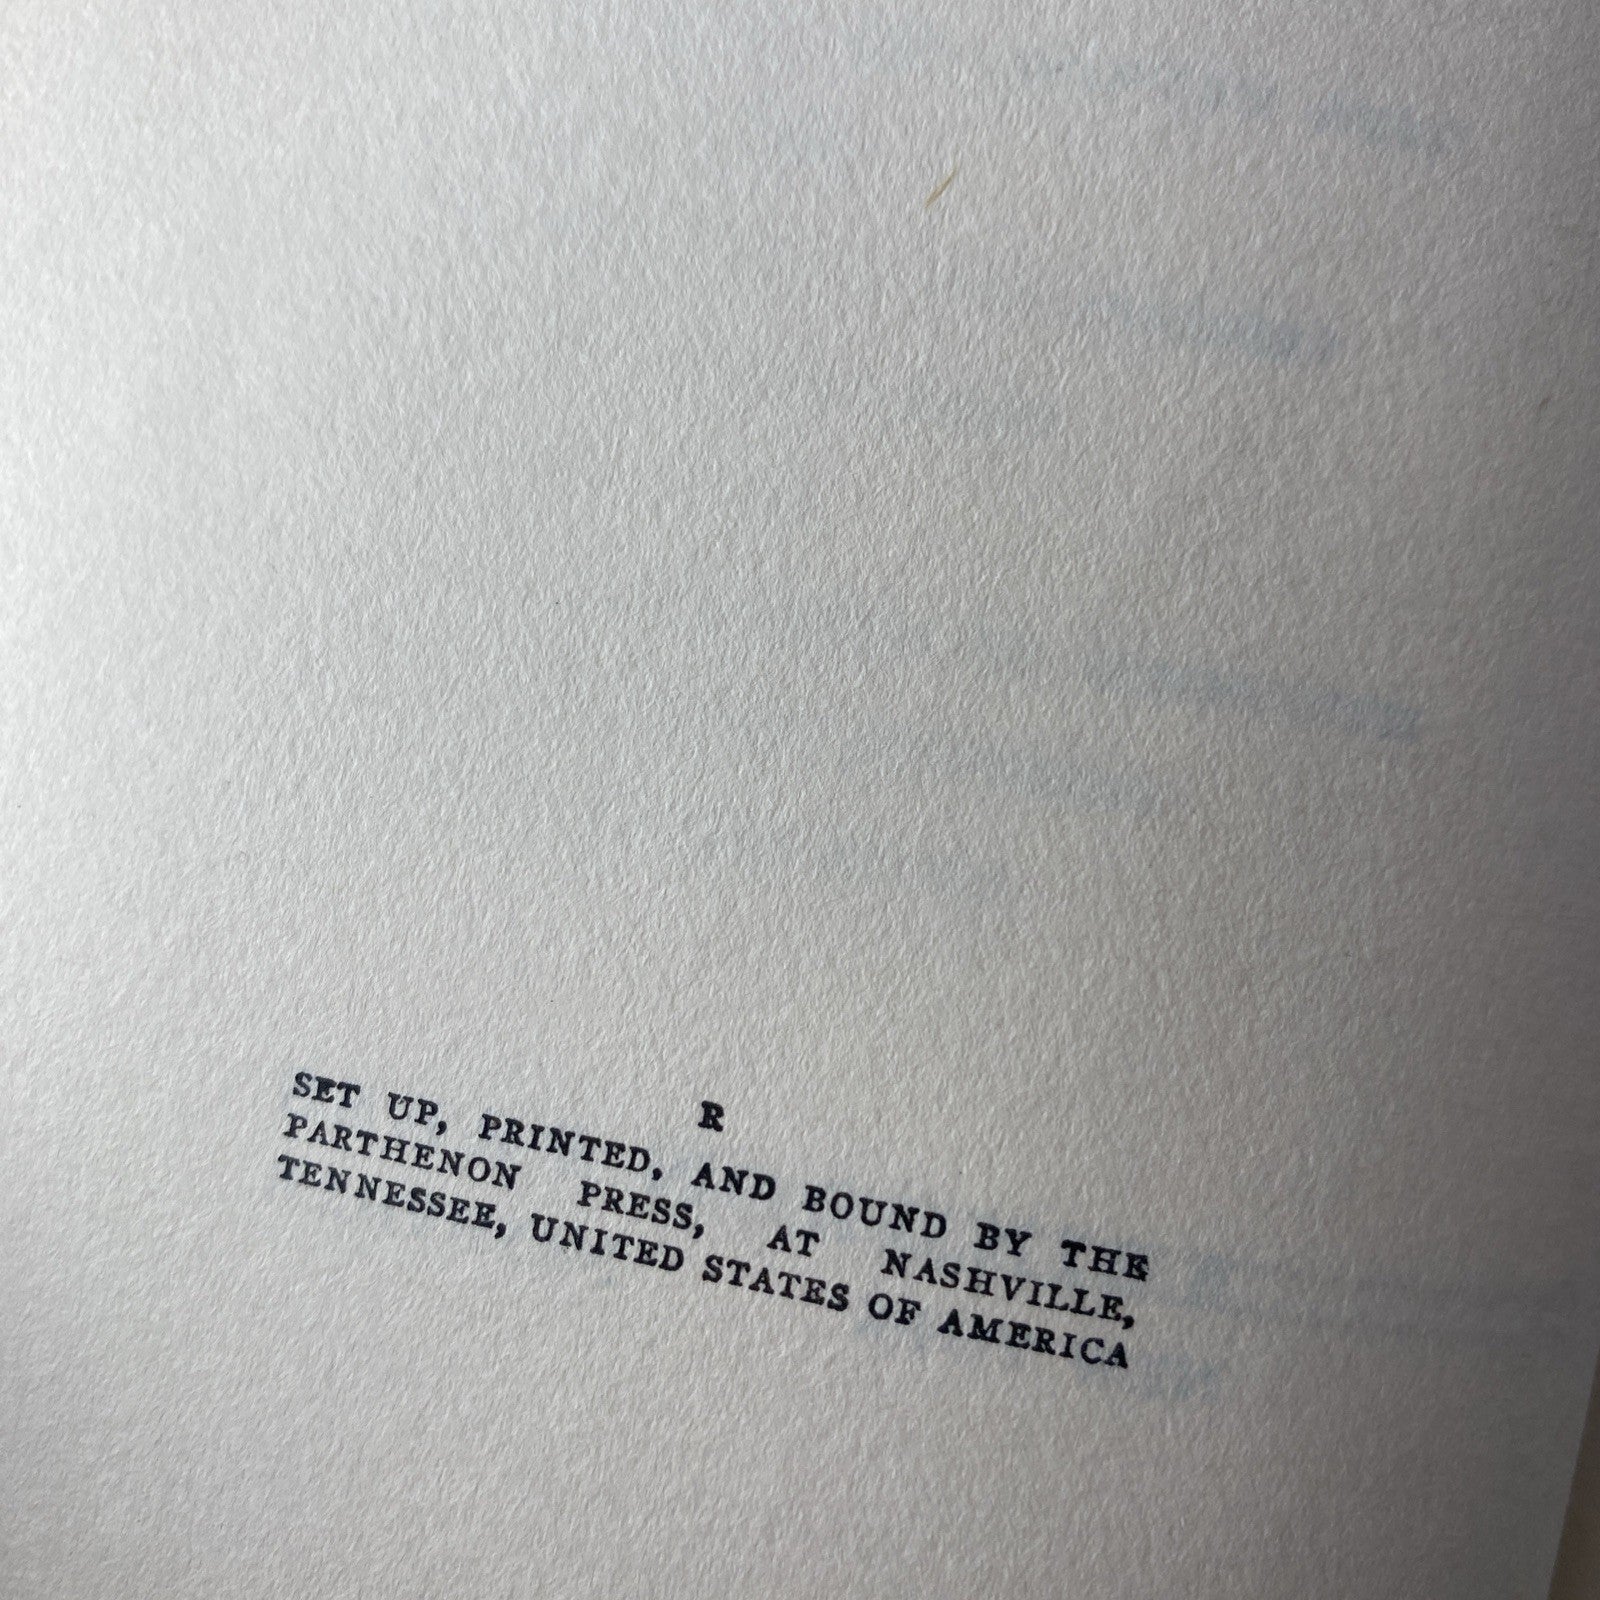 R
SET UP, PRINTED, AND BOUND BY THE
PARTHENON PRESS, AT NASHVILLE,
TENNESSEE, UNITED STATES OF AMERICA